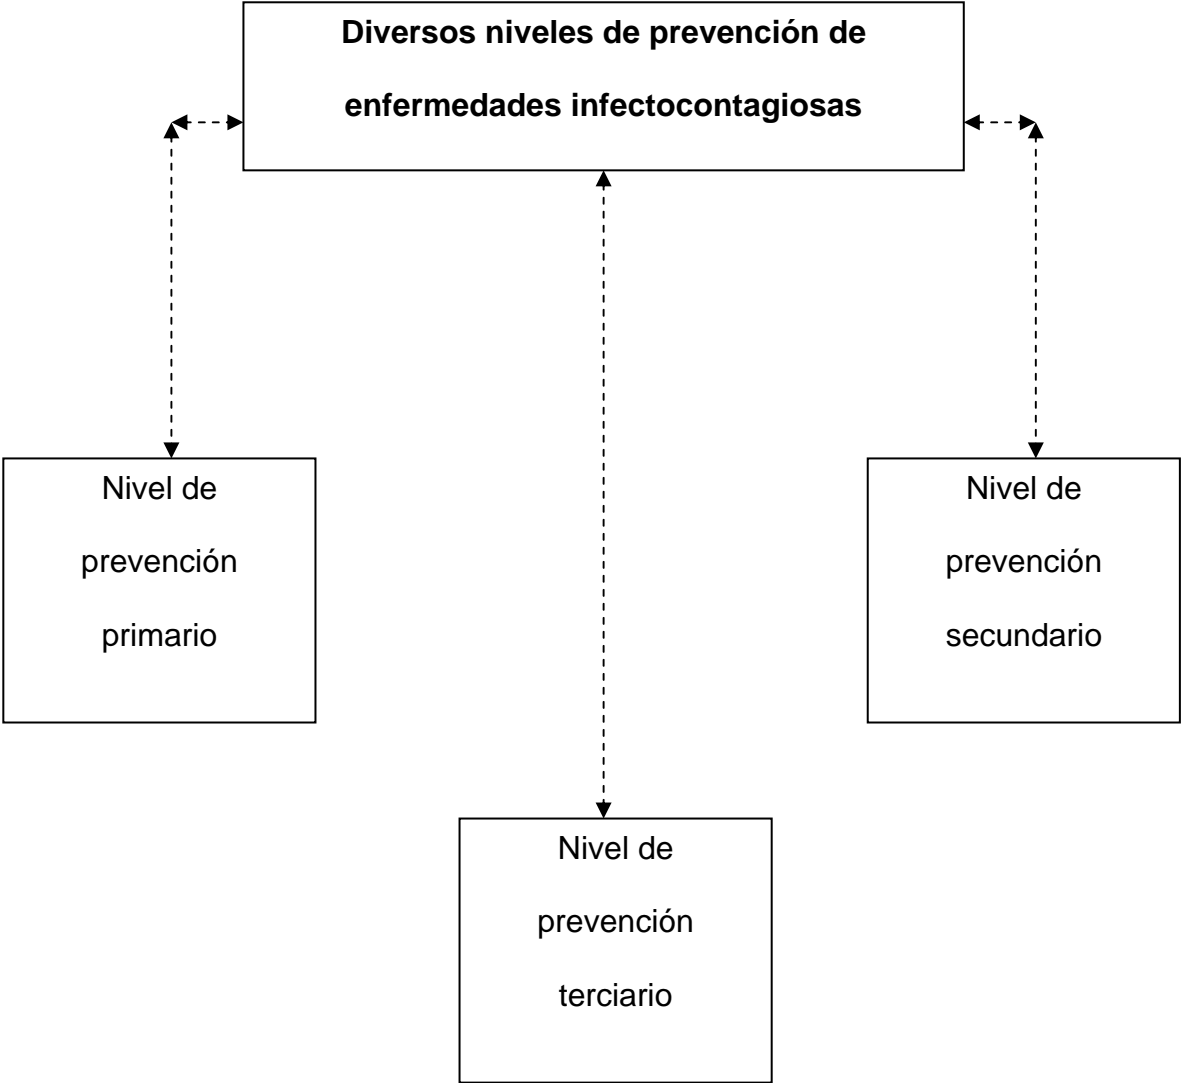 Diversos niveles de prevención de
enfermedades infectocontagiosas
Nivel de
prevención
primario
Nivel de
prevención
secundario
Nivel de
prevención
terciario